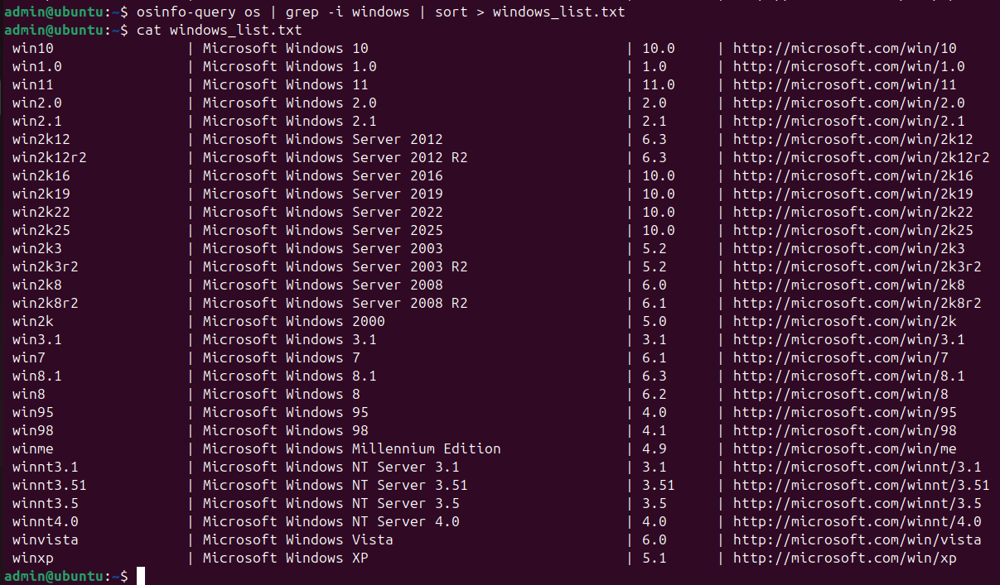 admin@ubuntu:~$ osinfo-query os | grep -i windows | sort > windows_list.txt
admin@ubuntu:~$ cat windows_list.txt
 win10                | Microsoft Windows 10                               | 10.0     | http://microsoft.com/win/10
 win1.0               | Microsoft Windows 1.0                              | 1.0      | http://microsoft.com/win/1.0
 win11                | Microsoft Windows 11                               | 11.0     | http://microsoft.com/win/11
 win2.0               | Microsoft Windows 2.0                              | 2.0      | http://microsoft.com/win/2.0
 win2.1               | Microsoft Windows 2.1                              | 2.1      | http://microsoft.com/win/2.1
 win2k12              | Microsoft Windows Server 2012                      | 6.3      | http://microsoft.com/win/2k12
 win2k12r2            | Microsoft Windows Server 2012 R2                   | 6.3      | http://microsoft.com/win/2k12r2
 win2k16              | Microsoft Windows Server 2016                      | 10.0     | http://microsoft.com/win/2k16
 win2k19              | Microsoft Windows Server 2019                      | 10.0     | http://microsoft.com/win/2k19
 win2k22              | Microsoft Windows Server 2022                      | 10.0     | http://microsoft.com/win/2k22
 win2k25              | Microsoft Windows Server 2025                      | 10.0     | http://microsoft.com/win/2k25
 win2k3               | Microsoft Windows Server 2003                      | 5.2      | http://microsoft.com/win/2k3
 win2k3r2             | Microsoft Windows Server 2003 R2                   | 5.2      | http://microsoft.com/win/2k3r2
 win2k8               | Microsoft Windows Server 2008                      | 6.0      | http://microsoft.com/win/2k8
 win2k8r2             | Microsoft Windows Server 2008 R2                   | 6.1      | http://microsoft.com/win/2k8r2
 win2k                | Microsoft Windows 2000                             | 5.0      | http://microsoft.com/win/2k
 win3.1               | Microsoft Windows 3.1                              | 3.1      | http://microsoft.com/win/3.1
 win7                 | Microsoft Windows 7                                | 6.1      | http://microsoft.com/win/7
 win8.1               | Microsoft Windows 8.1                              | 6.3      | http://microsoft.com/win/8.1
 win8                 | Microsoft Windows 8                                | 6.2      | http://microsoft.com/win/8
 win95                | Microsoft Windows 95                               | 4.0      | http://microsoft.com/win/95
 win98                | Microsoft Windows 98                               | 4.1      | http://microsoft.com/win/98
 winme                | Microsoft Windows Millennium Edition               | 4.9      | http://microsoft.com/win/me
 winnt3.1             | Microsoft Windows NT Server 3.1                    | 3.1      | http://microsoft.com/winnt/3.1
 winnt3.51            | Microsoft Windows NT Server 3.51                   | 3.51     | http://microsoft.com/winnt/3.51
 winnt3.5             | Microsoft Windows NT Server 3.5                    | 3.5      | http://microsoft.com/winnt/3.5
 winnt4.0             | Microsoft Windows NT Server 4.0                    | 4.0      | http://microsoft.com/winnt/4.0
 winvista             | Microsoft Windows Vista                            | 6.0      | http://microsoft.com/win/vista
 winxp                | Microsoft Windows XP                               | 5.1      | http://microsoft.com/win/xp
admin@ubuntu:~$